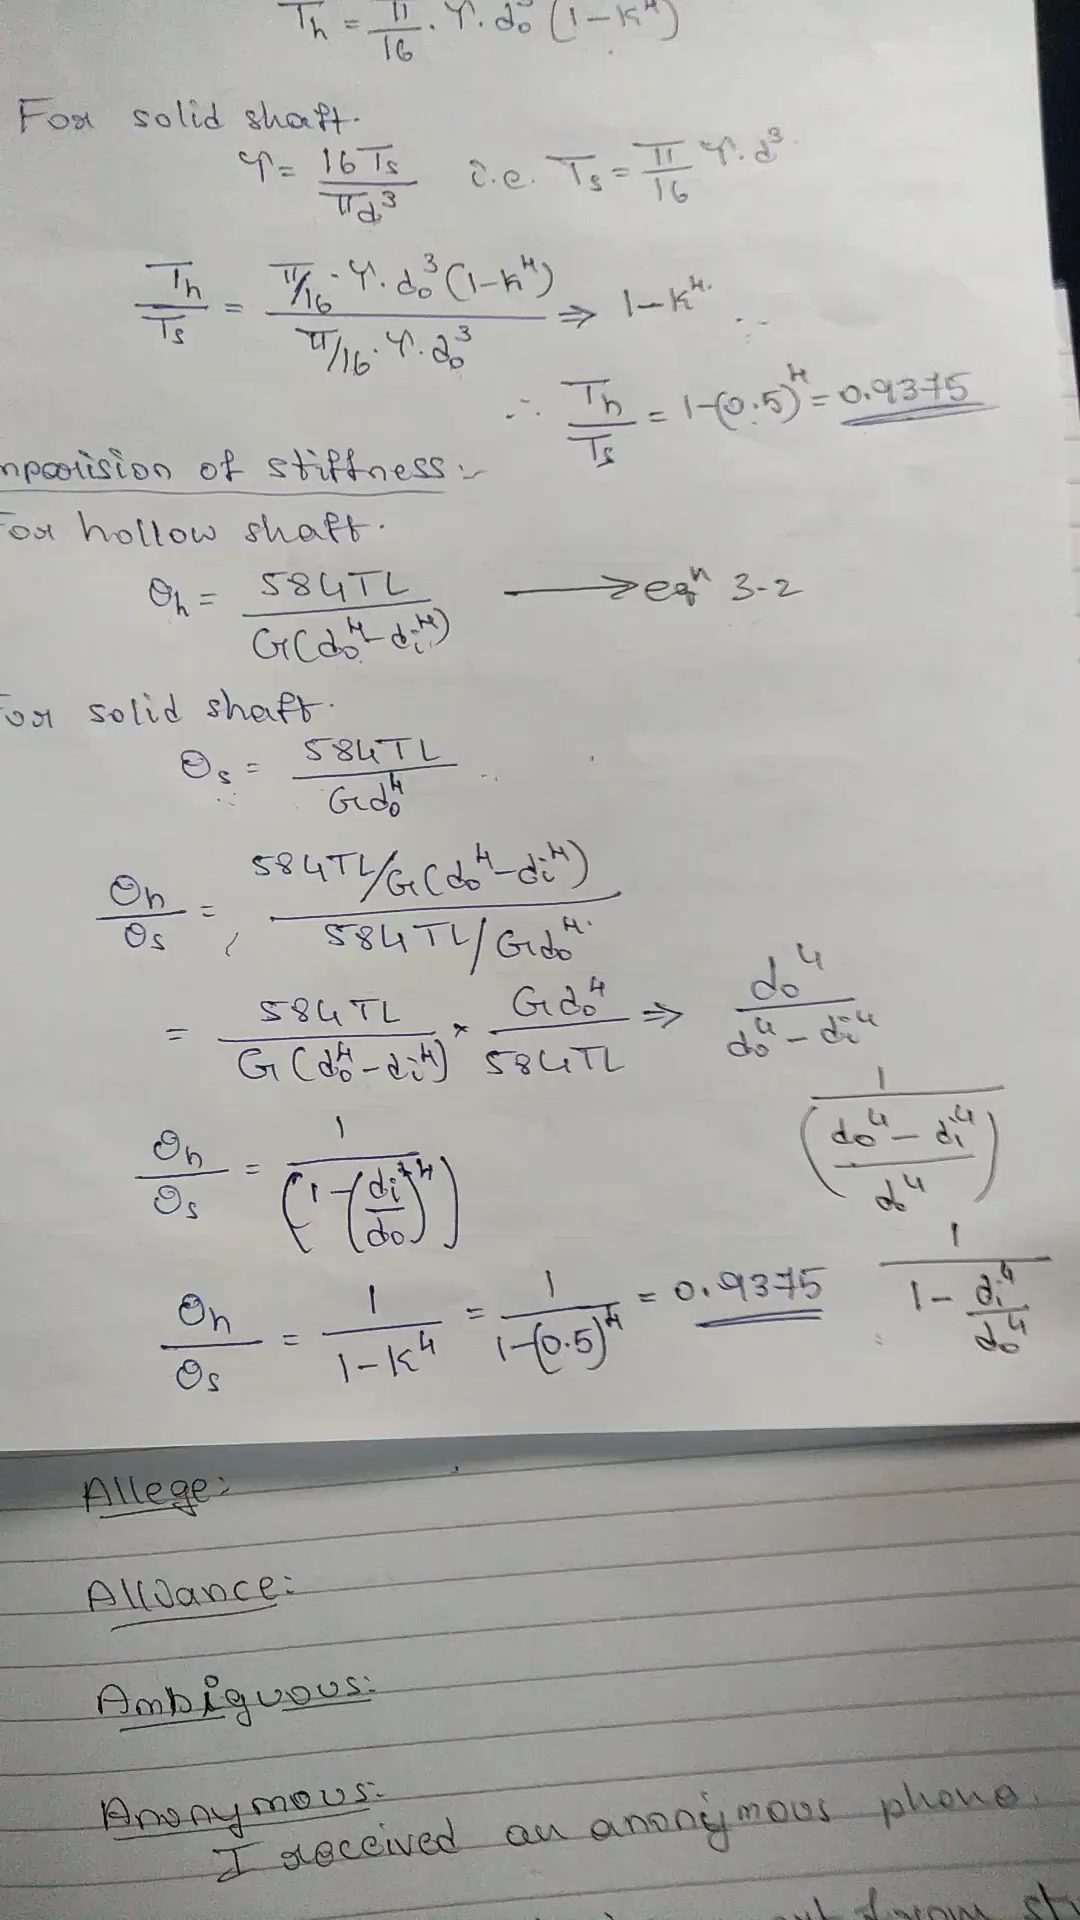 Th = π/16 · τ. do³ (1-k⁴)
For solid shaft.
τ = 16Ts/πd³ i.e. Ts = π/16 τ.d³
Th/Ts = π/16 · τ. do³ (1-k⁴) / π/16 · τ. do³ ⇒ 1-k⁴.
∴ Th/Ts = 1-(0.5)⁴ = 0.9375
mparision of stiffness:-
For hollow shaft.
θh = 584TL/G(do⁴-di⁴) → eqⁿ 3.2
For solid shaft.
θs = 584TL/Gdo⁴
θh/θs = 584TL/G(do⁴-di⁴) / 584TL/Gdo⁴
= 584TL/G(do⁴-di⁴) × Gdo⁴/584TL ⇒ do⁴/do⁴-di⁴
1/(do⁴-di⁴/do⁴)
θh/θs = 1/(1-(di/do)⁴)
1/1-di⁴/do⁴
θh/θs = 1/1-k⁴ = 1/1-(0.5)⁴ = 0.9375
Allege:
Allvance:
Ambiguous:
Anonymous:
I received an anonymous phone.